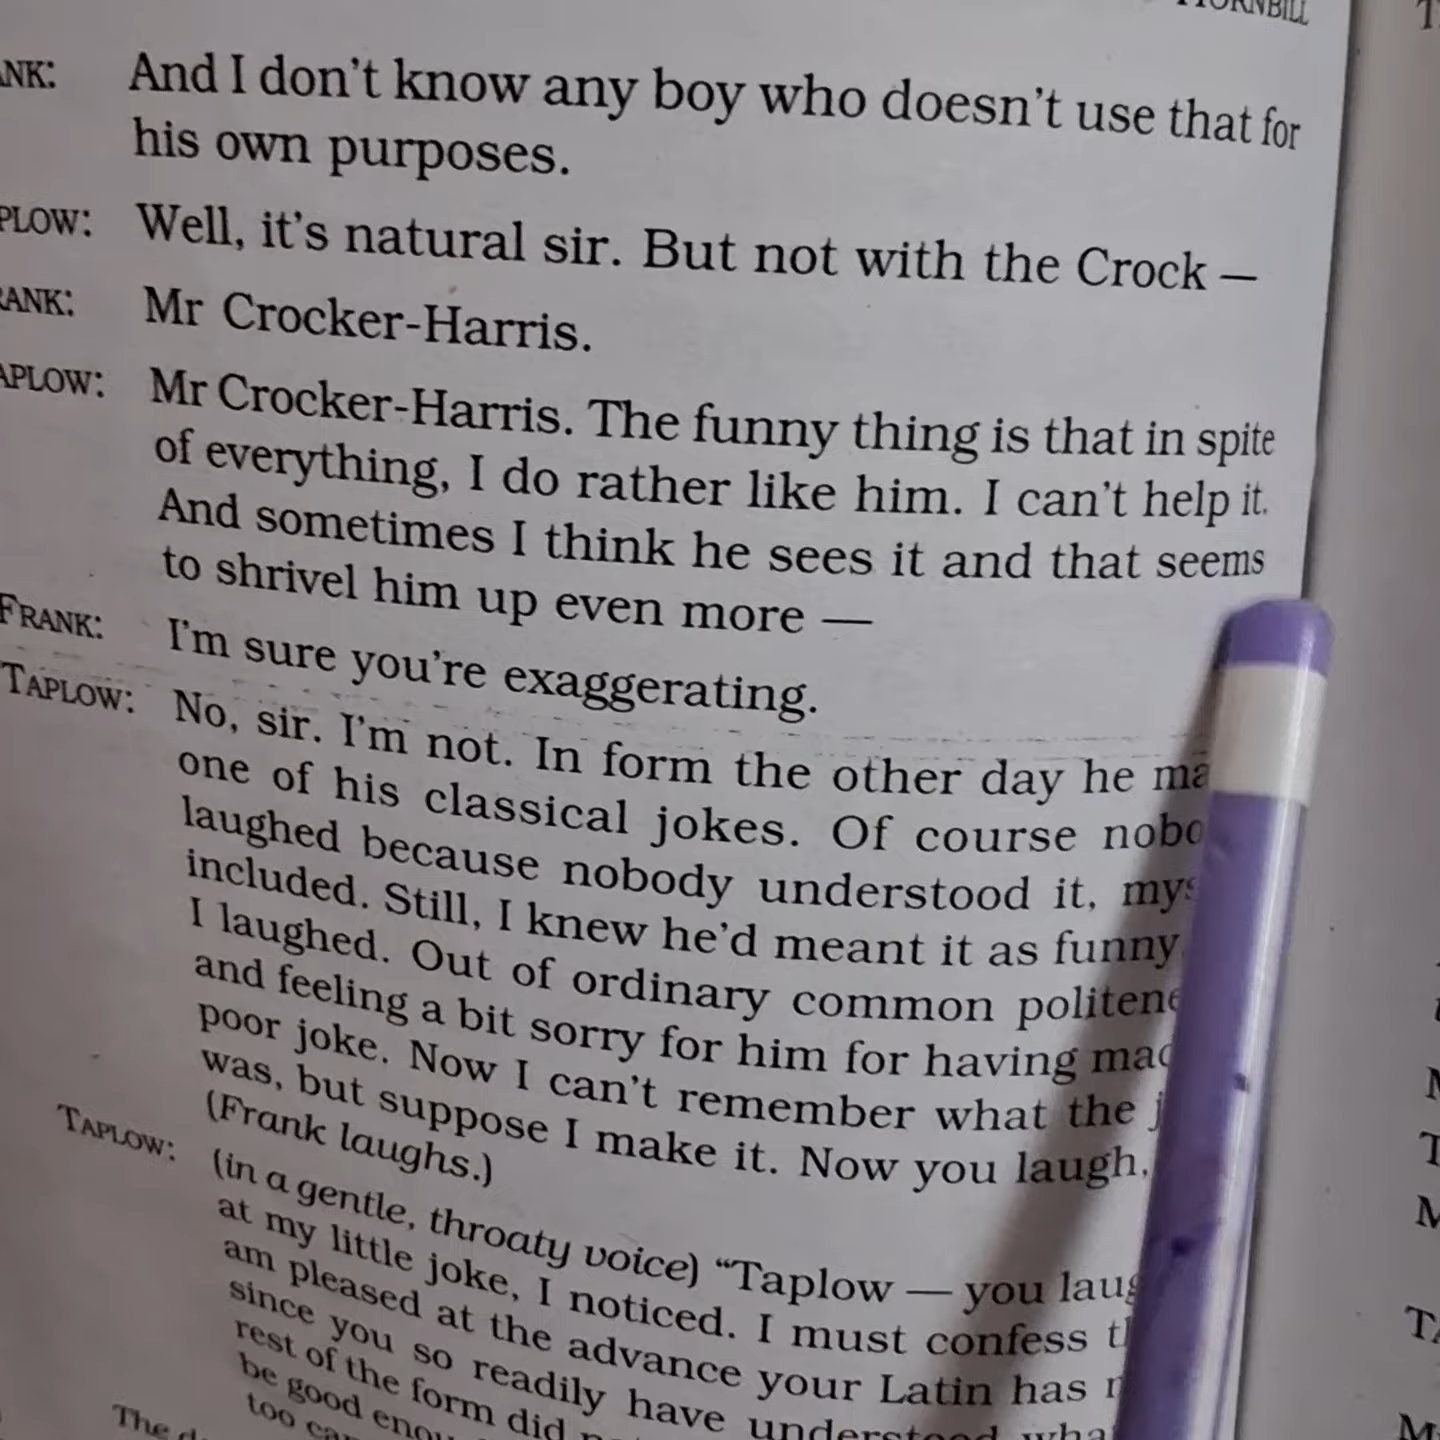 HORNBILL
ANK: And I don't know any boy who doesn't use that for
his own purposes.
PLOW: Well, it's natural sir. But not with the Crock —
RANK: Mr Crocker-Harris.
APLOW: Mr Crocker-Harris. The funny thing is that in spite
of everything, I do rather like him. I can't help it.
And sometimes I think he sees it and that seems
to shrivel him up even more —
FRANK: I'm sure you're exaggerating.
TAPLOW: No, sir. I'm not. In form the other day he
one of his classical jokes. Of course
laughed because nobody understood it,
included. Still, I knew he'd meant it as funny
I laughed. Out of ordinary common
and feeling a bit sorry for him for having
poor joke. Now I can't remember what the
was, but suppose I make it. Now you laugh,
(Frank laughs.)
TAPLOW: (in a gentle, throaty voice) "Taplow — you
at my little joke, I noticed. I must confess
am pleased at the advance your Latin has
since you so readily have understood
rest of the form did
be good
too
The